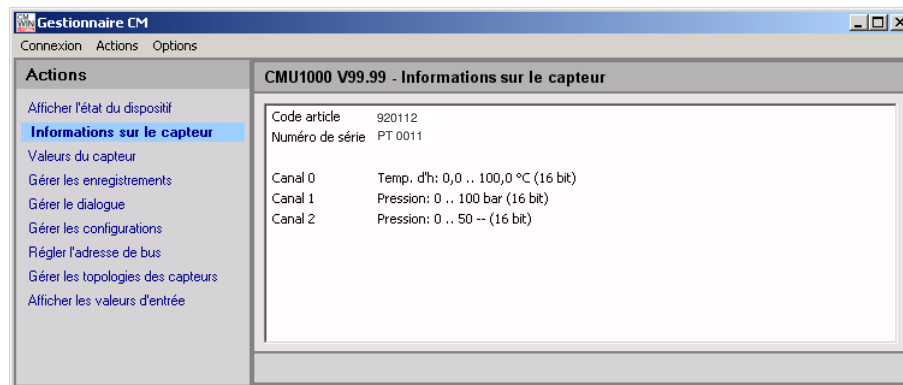 CM
WIN
Gestionnaire CM
Connexion Actions Options
Actions
Afficher l'état du dispositif
Informations sur le capteur
Valeurs du capteur
Gérer les enregistrements
Gérer le dialogue
Gérer les configurations
Régler l'adresse de bus
Gérer les topologies des capteurs
Afficher les valeurs d'entrée
CMU1000 V99.99 - Informations sur le capteur
Code article 920112
Numéro de série PT 0011
Canal 0 Temp. d'h: 0,0 .. 100,0 °C (16 bit)
Canal 1 Pression: 0 .. 100 bar (16 bit)
Canal 2 Pression: 0 .. 50 -- (16 bit)